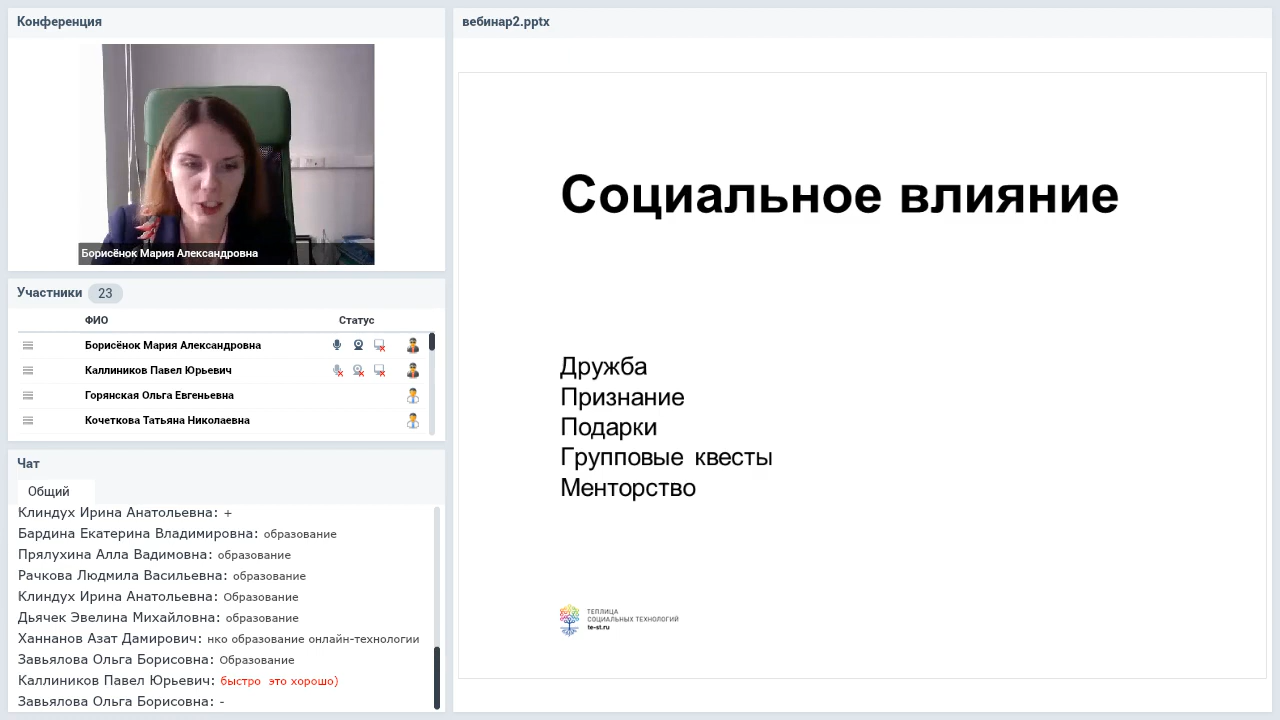 Конференция
Борисёнок Мария Александровна
Участники 23
ФИО Статус
Борисёнок Мария Александровна
Каллиников Павел Юрьевич
Горянская Ольга Евгеньевна
Кочеткова Татьяна Николаевна
Чат
Общий
Клиндух Ирина Анатольевна: +
Бардина Екатерина Владимировна: образование
Прялухина Алла Вадимовна: образование
Рачкова Людмила Васильевна: образование
Клиндух Ирина Анатольевна: Образование
Дьячек Эвелина Михайловна: образование
Ханнанов Азат Дамирович: нко образование онлайн-технологии
Завьялова Ольга Борисовна: Образование
Каллиников Павел Юрьевич: быстро это хорошо)
Завьялова Ольга Борисовна: -
вебинар2.pptx
Социальное влияние
Дружба
Признание
Подарки
Групповые квесты
Менторство
ТЕПЛИЦА
СОЦИАЛЬНЫХ ТЕХНОЛОГИЙ
te-st.ru